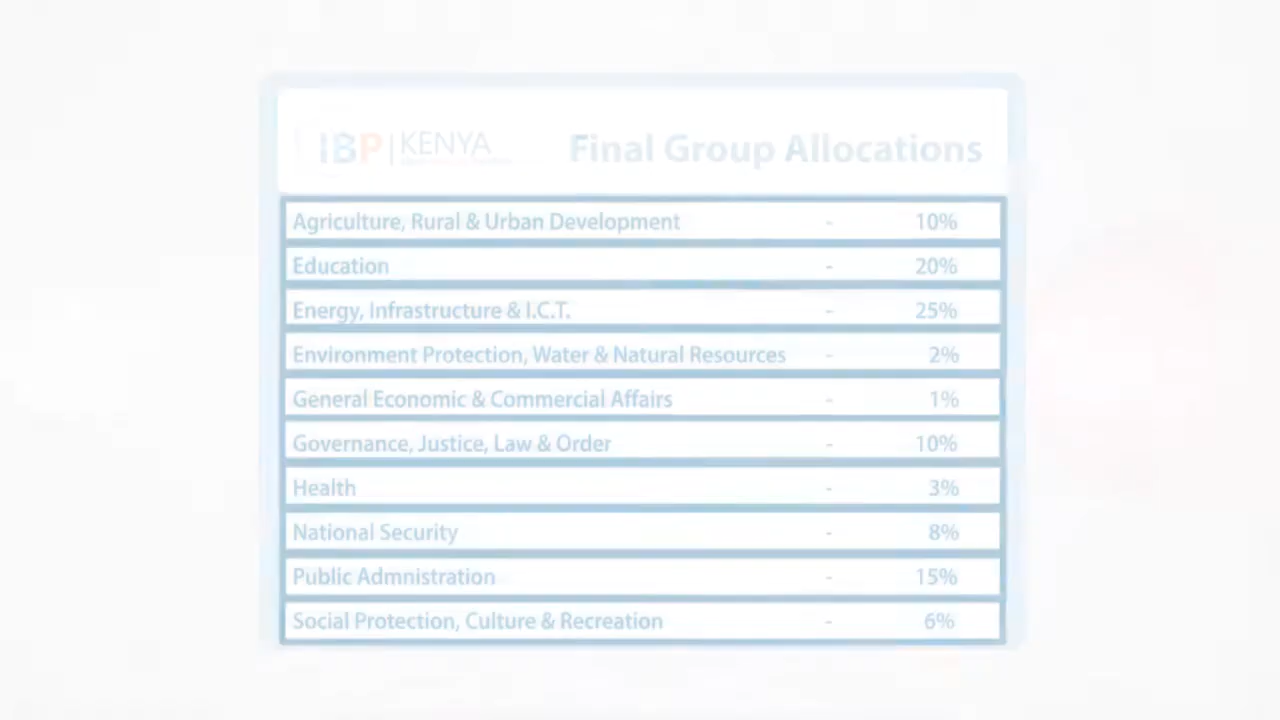 IBP | KENYA
Final Group Allocations
Agriculture, Rural & Urban Development - 10%
Education - 20%
Energy, Infrastructure & I.C.T. - 25%
Environment Protection, Water & Natural Resources - 2%
General Economic & Commercial Affairs - 1%
Governance, Justice, Law & Order - 10%
Health - 3%
National Security - 8%
Public Admnistration - 15%
Social Protection, Culture & Recreation - 6%